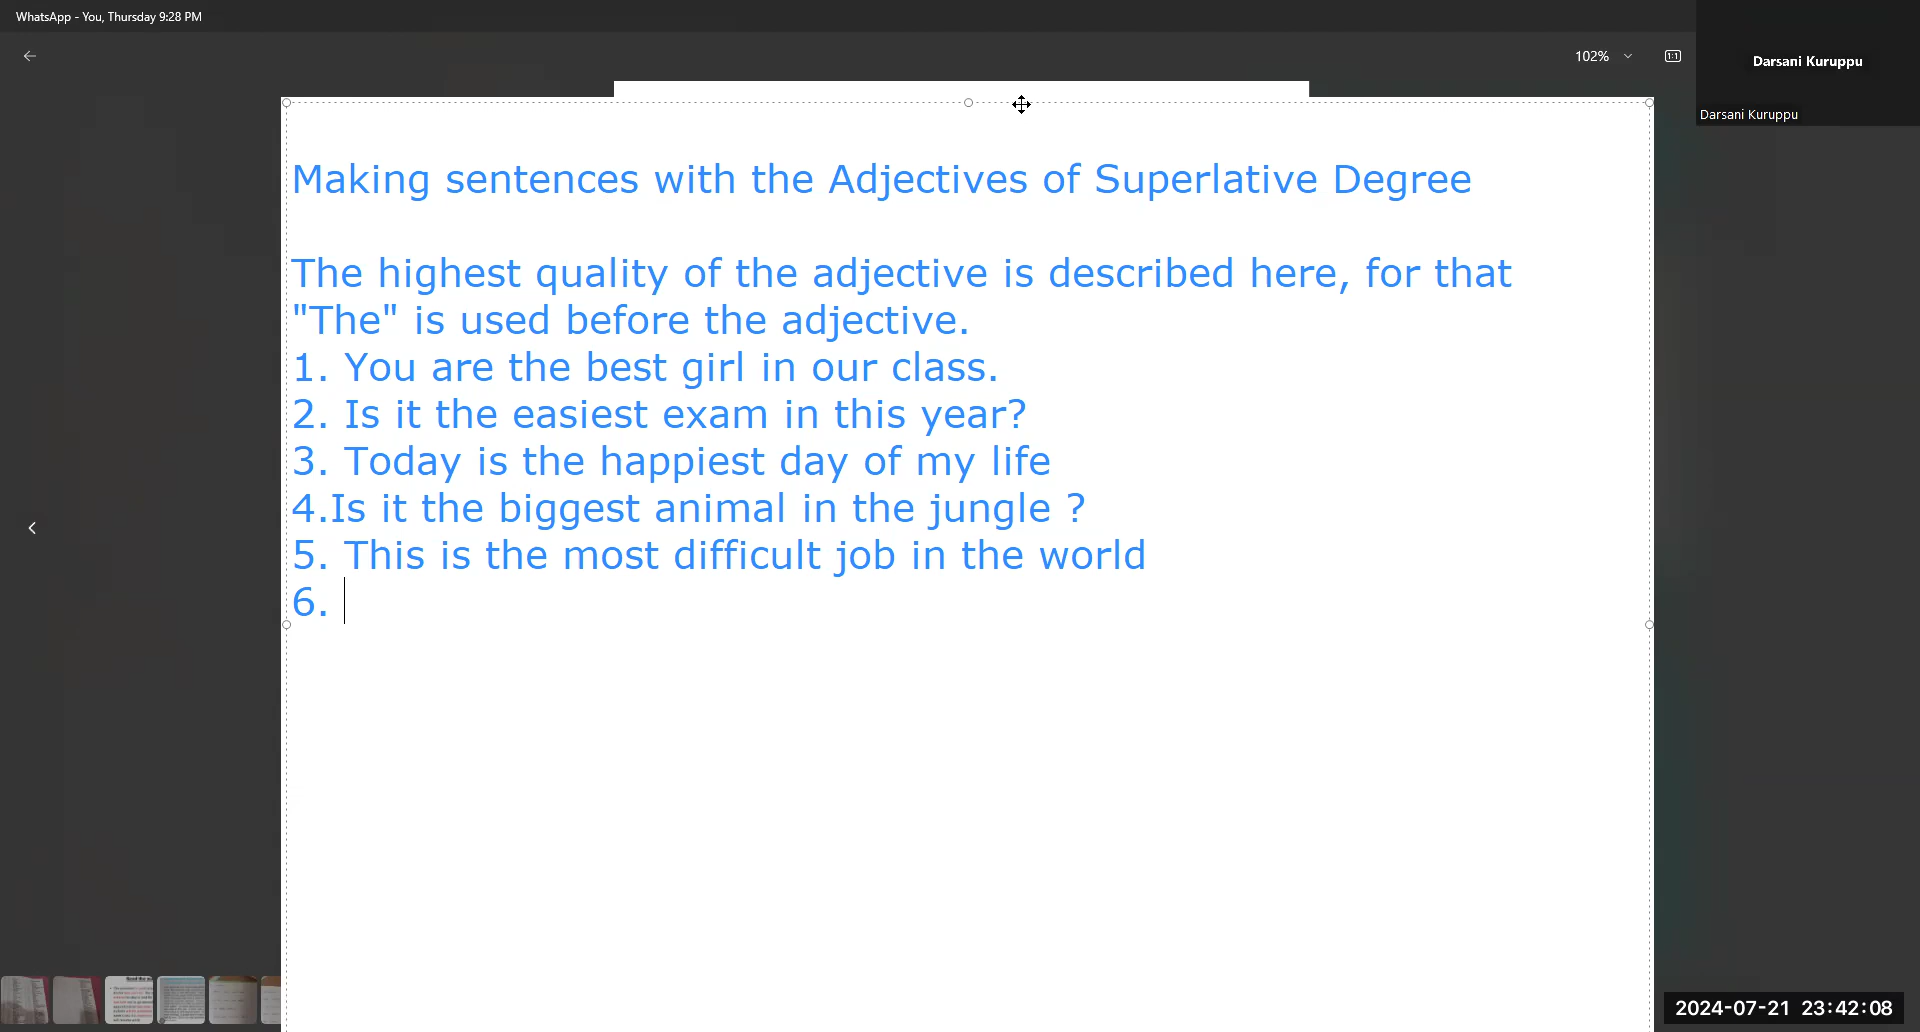 WhatsApp - You, Thursday 9:28 PM
102%
1:1
Darsani Kuruppu
Darsani Kuruppu
Making sentences with the Adjectives of Superlative Degree
The highest quality of the adjective is described here, for that
"The" is used before the adjective.
1. You are the best girl in our class.
2. Is it the easiest exam in this year?
3. Today is the happiest day of my life
4.Is it the biggest animal in the jungle ?
5. This is the most difficult job in the world
6.
2024-07-21 23:42:08